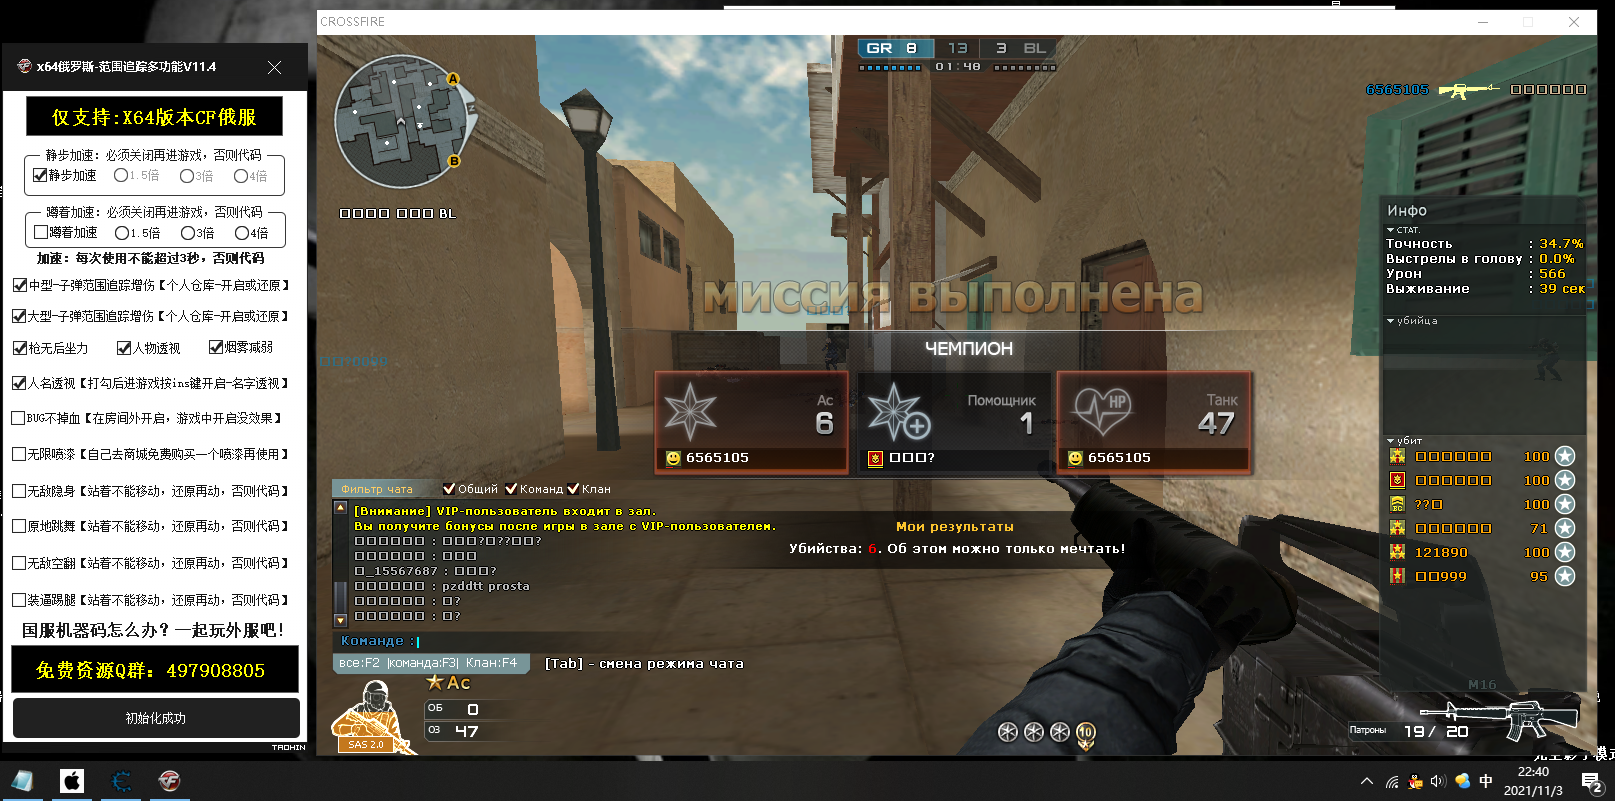 CROSSFIRE
x64俄罗斯-范围追踪多功能V11.4
仅支持:X64版本CF俄服
静步加速: 必须关闭再进游戏，否则代码
静步加速 1.5倍 3倍 4倍
蹲着加速: 必须关闭再进游戏，否则代码
蹲着加速 1.5倍 3倍 4倍
加速: 每次使用不能超过3秒，否则代码
中型-子弹范围追踪增伤【个人仓库-开启或还原】
大型-子弹范围追踪增伤【个人仓库-开启或还原】
枪无后坐力 人物透视 烟雾减弱
人名透视【打勾后进游戏按ins键开启-名字透视】
BUG不掉血【在房间外开启，游戏中开启没效果】
无限喷漆【自己去商城免费购买一个喷漆再使用】
无敌隐身【站着不能移动，还原再动，否则代码】
原地跳舞【站着不能移动，还原再动，否则代码】
无敌空翻【站着不能移动，还原再动，否则代码】
装逼踢腿【站着不能移动，还原再动，否则代码】
国服机器码怎么办？一起玩外服吧!
免费资源Q群: 497908805
初始化成功
TAOHIN
GR 8 13 3 BL
01:48
A
B
□□□□ □□□ BL
6565105 □□□□□□
миссия выполнена
ЧЕМПИОН
Ас
6
6565105
Помощник
1
□□□?
HP
Танк
47
6565105
Инфо
СТАТ.
Точность : 34.7%
Выстрелы в голову : 0.0%
Урон : 566
Выживание : 39 сек
убийца
убит
□□□□□□ 100
□□□□□□ 100
??□ 100
□□□□□□ 71
121890 100
□□999 95
Фильтр чата Общий Команд Клан
[Внимание] VIP-пользователь входит в зал.
Вы получите бонусы после игры в зале с VIP-пользователем.
□□□□□□ : □□□?□??□□?
□□□□□□ : □□□
□_15567687 : □□□?
□□□□□□ : pzddtt prosta
□□□□□□ : □?
□□□□□□ : □?
Команде :
все:F2 |команда:F3| Клан:F4 [Tab] - смена режима чата
Мои результаты
Убийства: 6. Об этом можно только мечтать!
Ас
ОБ 0
ОЗ 47
SAS 2.0
10
M16
Патроны 19/ 20
中
22:40
2021/11/3
2